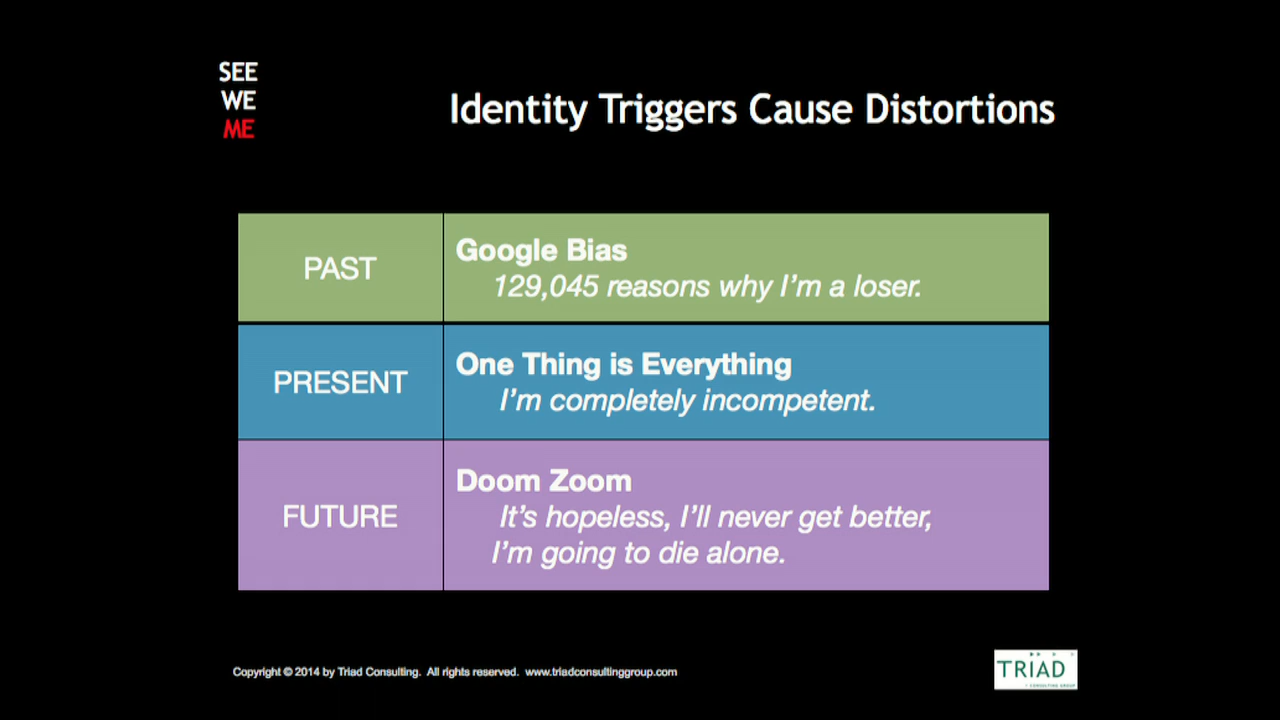 SEE
WE
ME
Identity Triggers Cause Distortions
PAST
Google Bias
129,045 reasons why I'm a loser.
PRESENT
One Thing is Everything
I'm completely incompetent.
FUTURE
Doom Zoom
It's hopeless, I'll never get better,
I'm going to die alone.
Copyright © 2014 by Triad Consulting. All rights reserved. www.triadconsultinggroup.com
TRIAD
CONSULTING GROUP